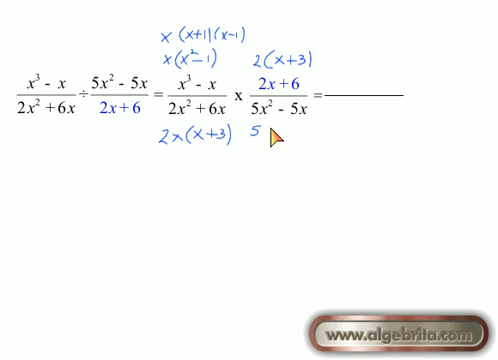 x (x+1)(x-1)
x(x² - 1) 2(x+3)
x³ - x / 2x² + 6x ÷ 5x² - 5x / 2x + 6 = x³ - x / 2x² + 6x x 2x + 6 / 5x² - 5x =
2x(x+3) 5
www.algebrita.com